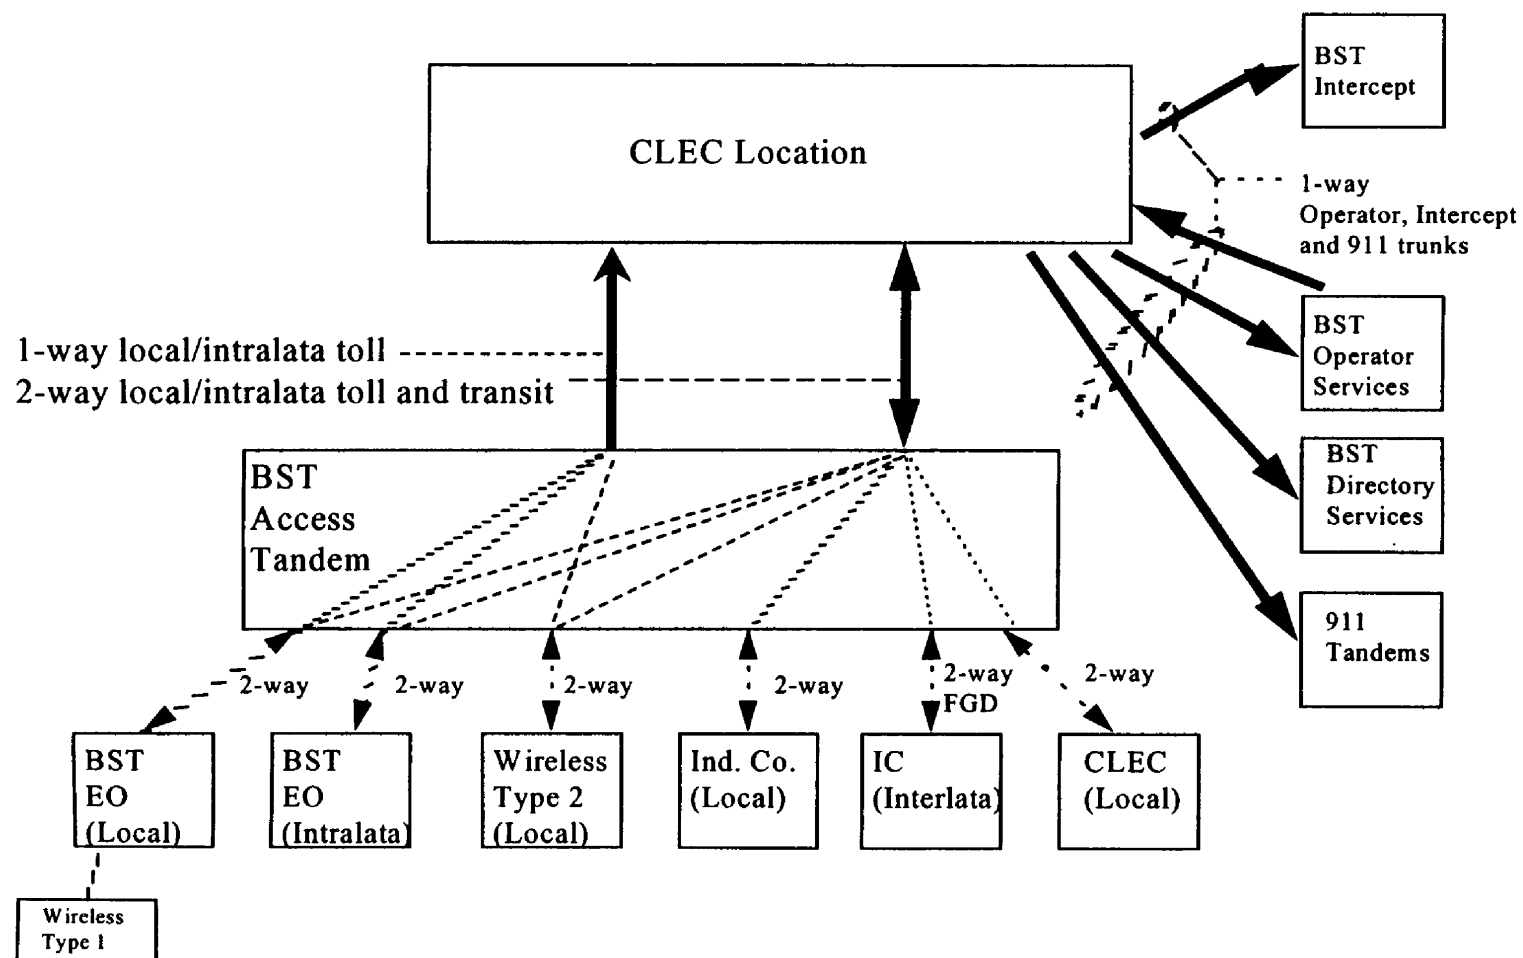 BST
Intercept
CLEC Location
1-way
Operator, Intercept
and 911 trunks
1-way local/intralata toll
2-way local/intralata toll and transit
BST
Operator
Services
BST
Directory
Services
911
Tandems
BST
Access
Tandem
2-way
2-way
2-way
2-way
2-way
FGD
2-way
BST
EO
(Local)
BST
EO
(Intralata)
Wireless
Type 2
(Local)
Ind. Co.
(Local)
IC
(Interlata)
CLEC
(Local)
Wireless
Type 1